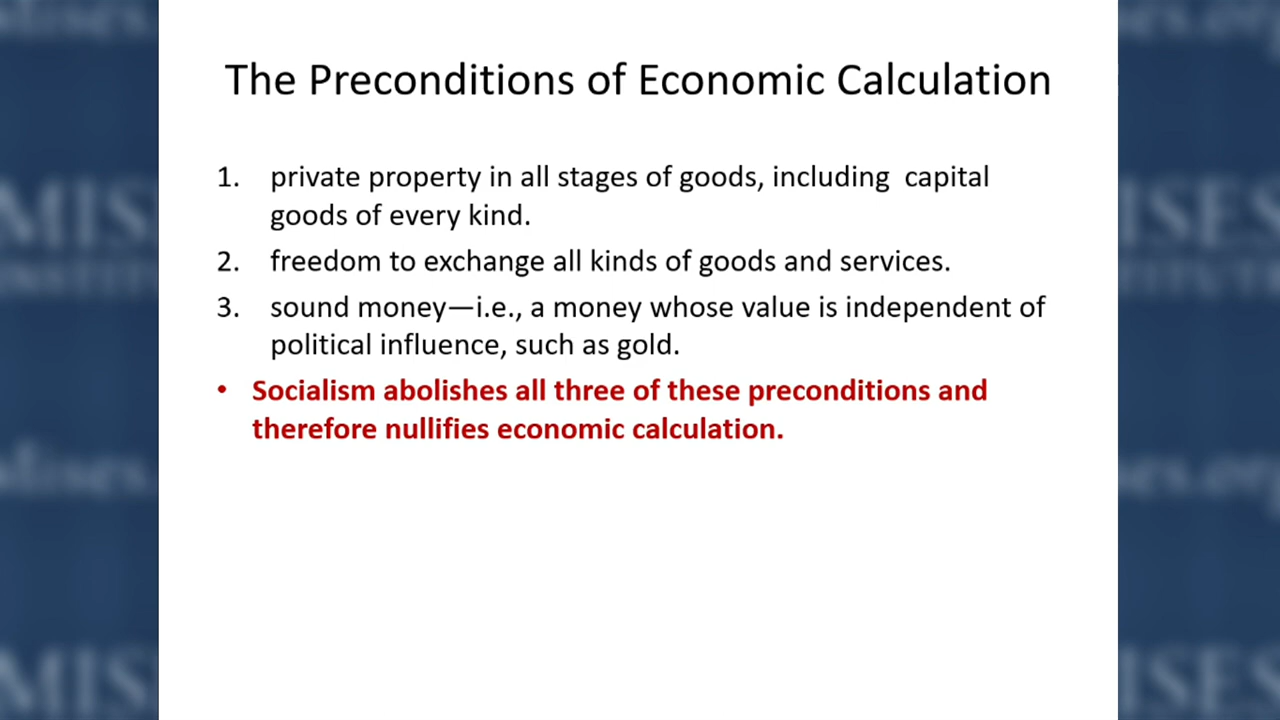 The Preconditions of Economic Calculation
1. private property in all stages of goods, including  capital
goods of every kind.
2. freedom to exchange all kinds of goods and services.
3. sound money—i.e., a money whose value is independent of
political influence, such as gold.
• Socialism abolishes all three of these preconditions and
therefore nullifies economic calculation.